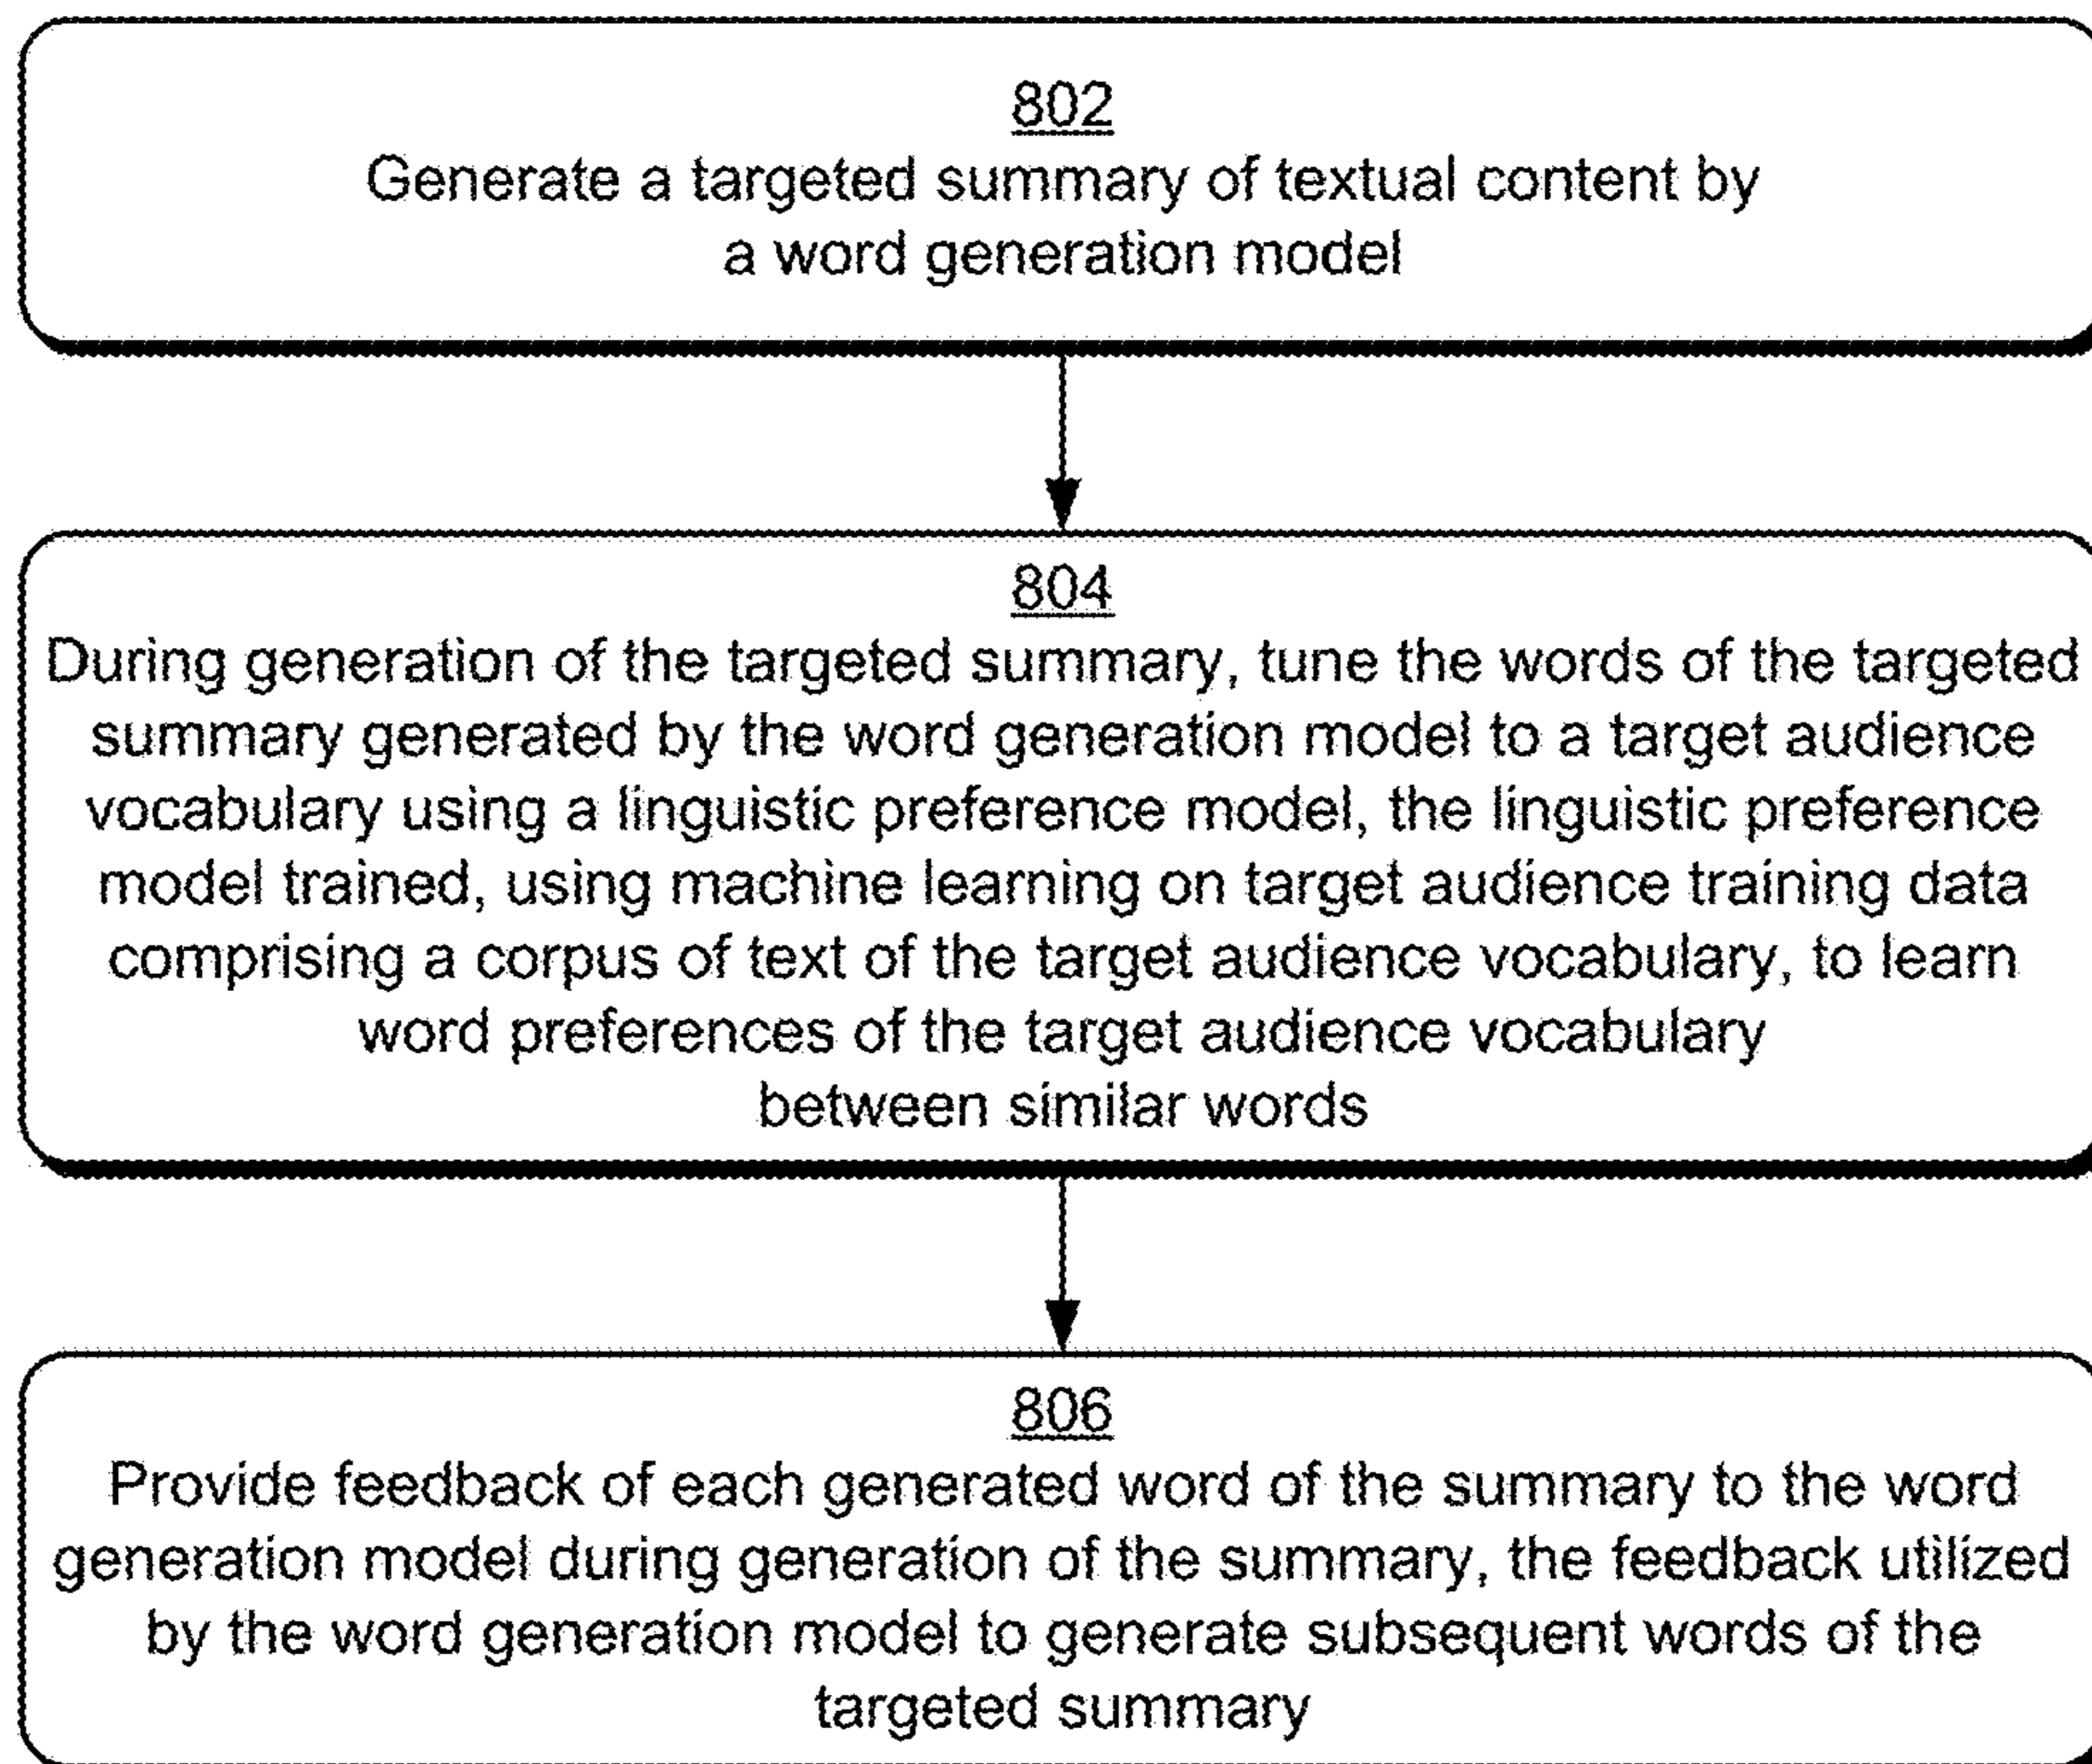 802
Generate a targeted summary of textual content by
a word generation model
804
During generation of the targeted summary, tune the words of the targeted
summary generated by the word generation model to a target audience
vocabulary using a linguistic preference model, the linguistic preference
model trained, using machine learning on target audience training data
comprising a corpus of text of the target audience vocabulary, to learn
word preferences of the target audience vocabulary
between similar words
806
Provide feedback of each generated word of the summary to the word
generation model during generation of the summary, the feedback utilized
by the word generation model to generate subsequent words of the
targeted summary